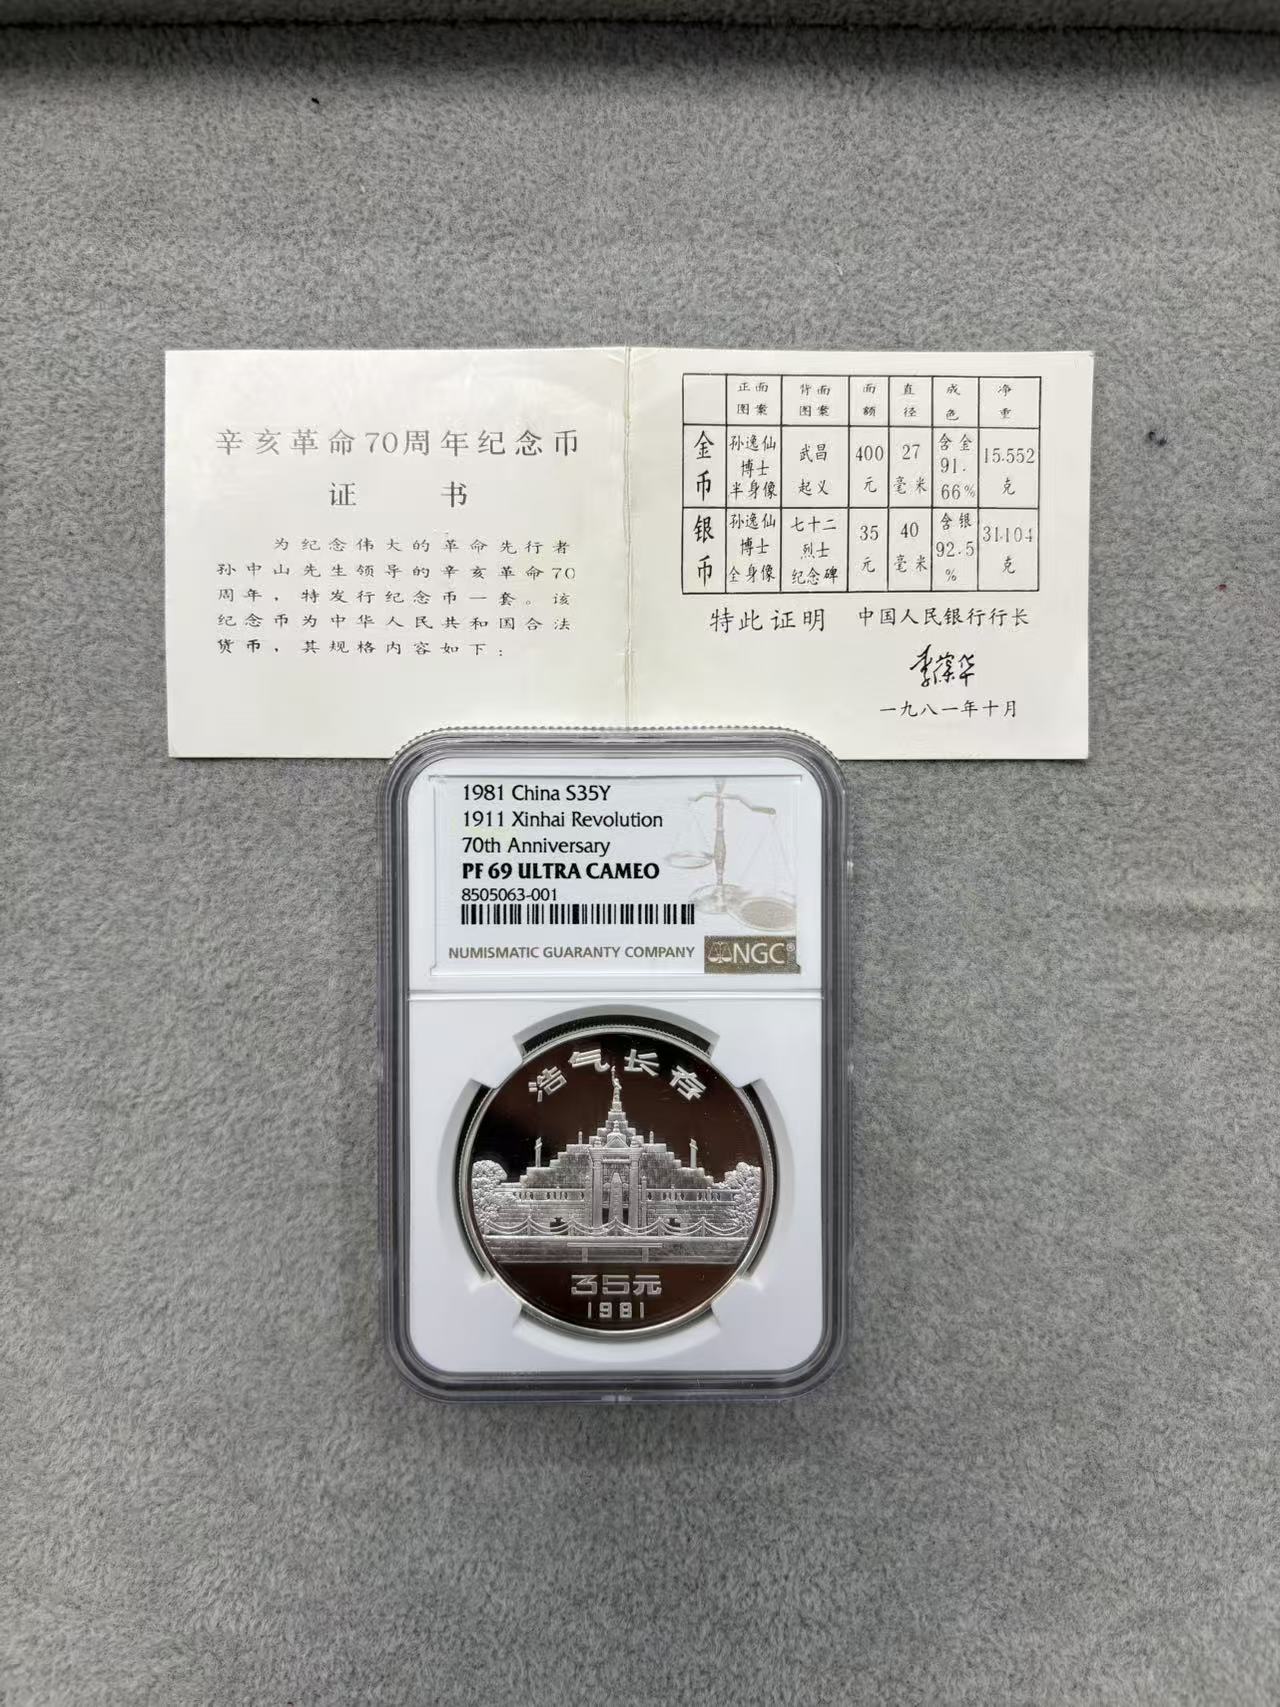 辛亥革命70周年纪念币
证 书
为纪念伟大的革命先行者
孙中山先生领导的辛亥革命70
周年，特发行纪念币一套。该
纪念币为中华人民共和国合法
货币，其规格内容如下：
正面图案 背面图案 面额 直径 成色 净重
金币 孙逸仙博士半身像 武昌起义 400元 27毫米 含金91.66% 15.552克
银币 孙逸仙博士全身像 七十二烈士纪念碑 35元 40毫米 含银92.5% 31.104克
特此证明 中国人民银行行长
李葆华
一九八一年十月
1981 China S35Y
1911 Xinhai Revolution
70th Anniversary
PF 69 ULTRA CAMEO
8505063-001
NUMISMATIC GUARANTY COMPANY NGC®
浩气长存
35元
1981